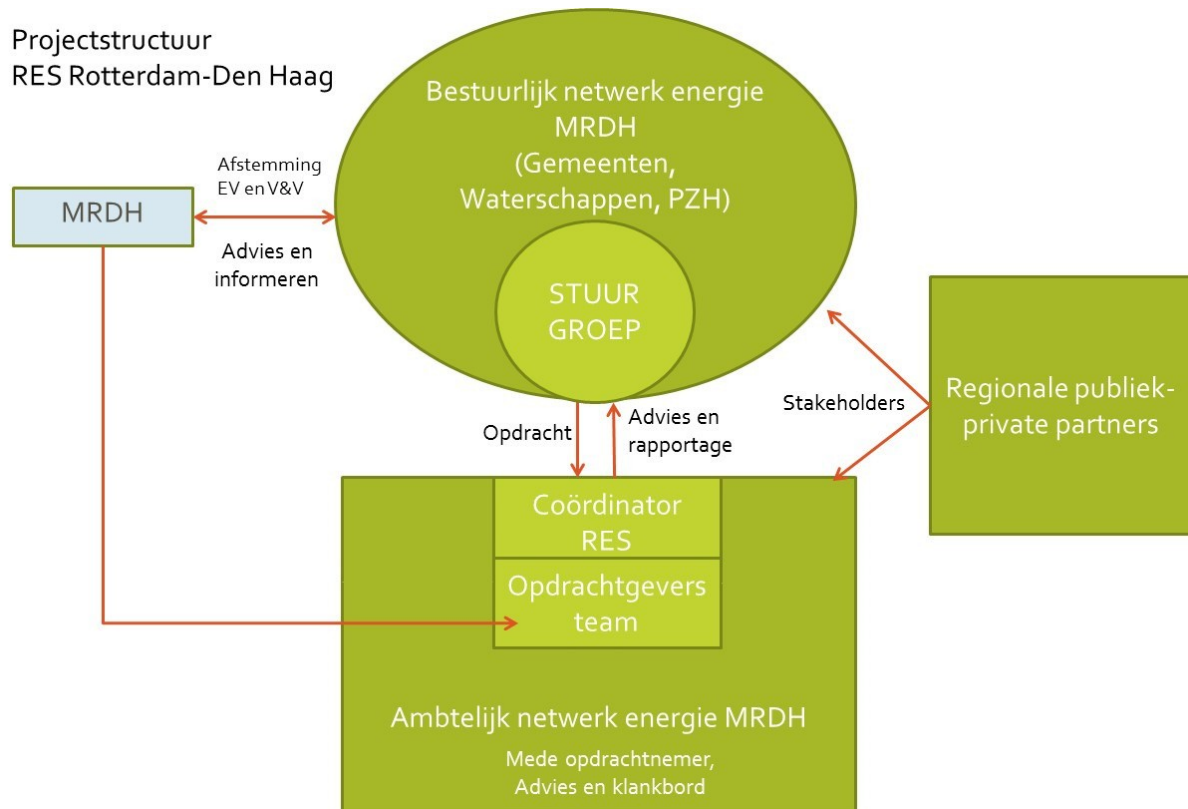 Projectstructuur
RES Rotterdam-Den Haag
Bestuurlijk netwerk energie
MRDH
(Gemeenten,
Waterschappen, PZH)
Afstemming
EV en V&V
MRDH
Advies en
informeren
STUUR
GROEP
Regionale publiek-
private partners
Stakeholders
Opdracht
Advies en
rapportage
Coördinator
RES
Opdrachtgevers
team
Ambtelijk netwerk energie MRDH
Mede opdrachtnemer,
Advies en klankbord